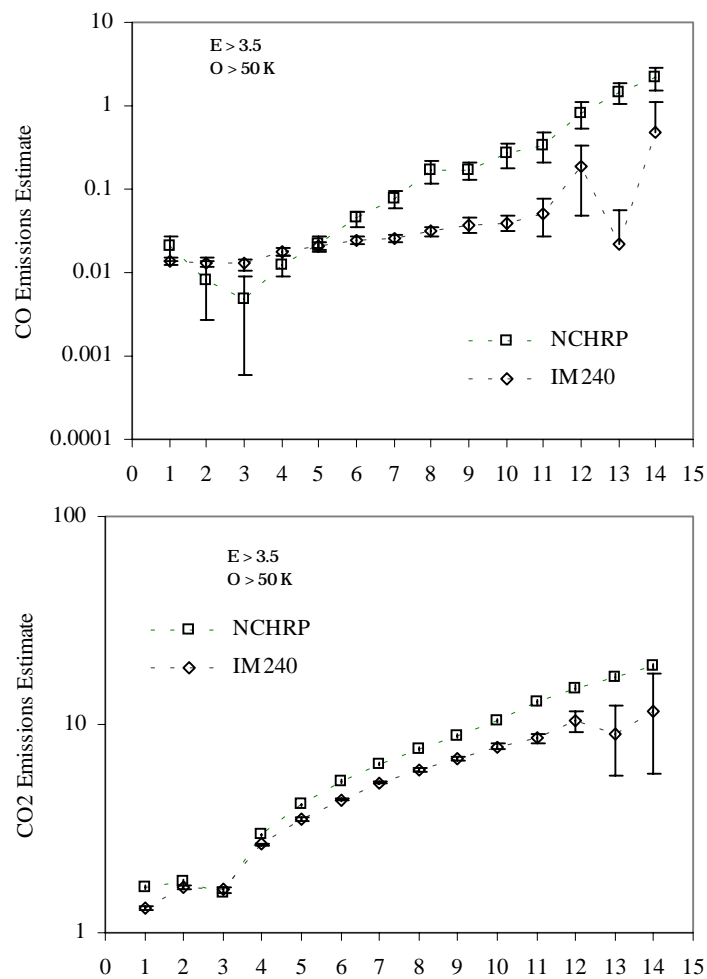 10
E > 3.5
O > 50 K
1
0.1
0.01
CO Emissions Estimate
0.001
NCHRP
IM240
0.0001
0 1 2 3 4 5 6 7 8 9 10 11 12 13 14 15
100
E > 3.5
O > 50 K
NCHRP
IM240
10
CO2 Emissions Estimate
1
0 1 2 3 4 5 6 7 8 9 10 11 12 13 14 15